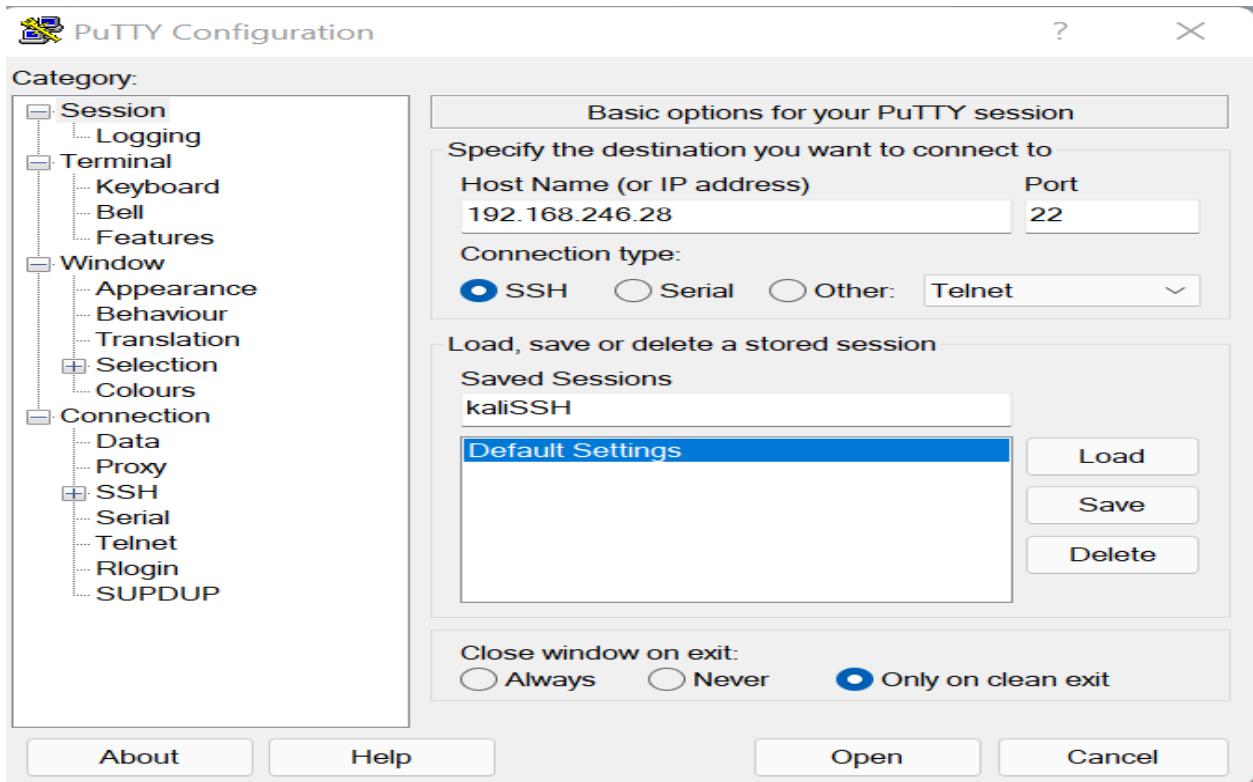 PuTTY Configuration
?
Category:
Session
Logging
Terminal
Keyboard
Bell
Features
Window
Appearance
Behaviour
Translation
Selection
Colours
Connection
Data
Proxy
SSH
Serial
Telnet
Rlogin
SUPDUP
Basic options for your PuTTY session
Specify the destination you want to connect to
Host Name (or IP address) Port
192.168.246.28 22
Connection type:
SSH Serial Other: Telnet
Load, save or delete a stored session
Saved Sessions
kaliSSH
Default Settings
Load
Save
Delete
Close window on exit:
Always Never Only on clean exit
About Help Open Cancel